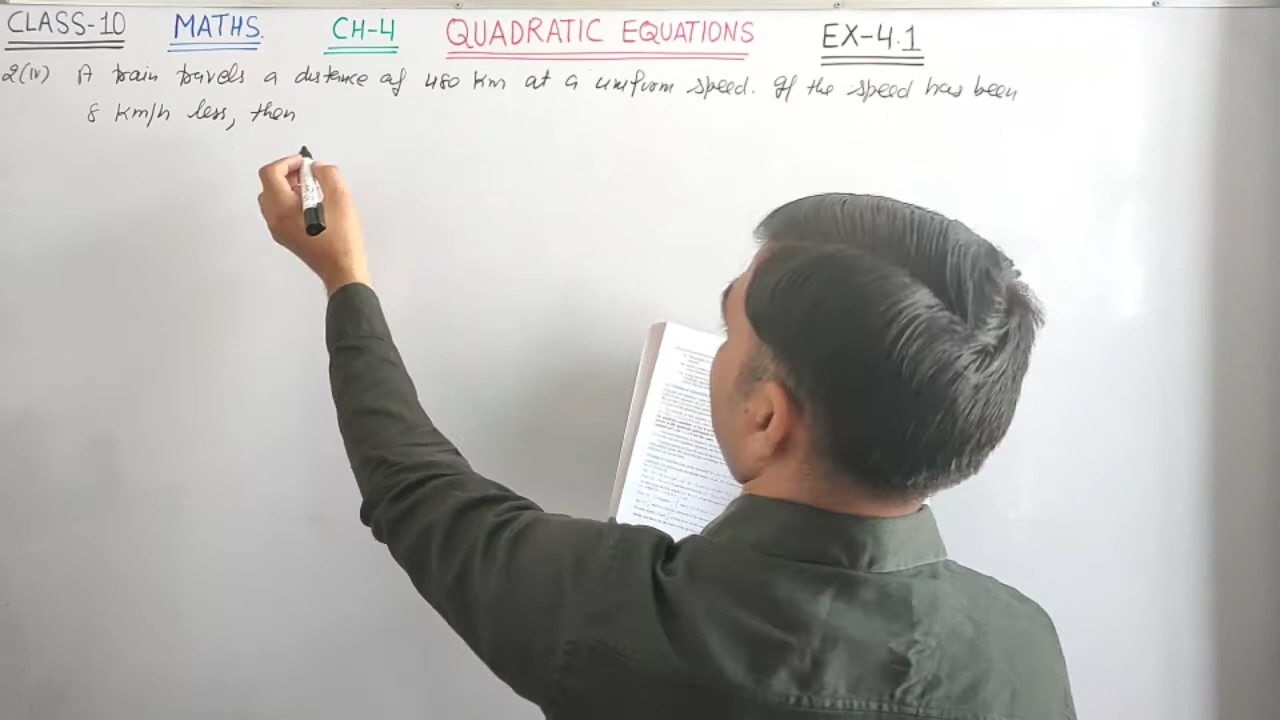 CLASS-10 MATHS. CH-4 QUADRATIC EQUATIONS EX-4.1
2(iv) A train travels a distance of 480 km at a uniform speed. If the speed has been
8 km/h less, then